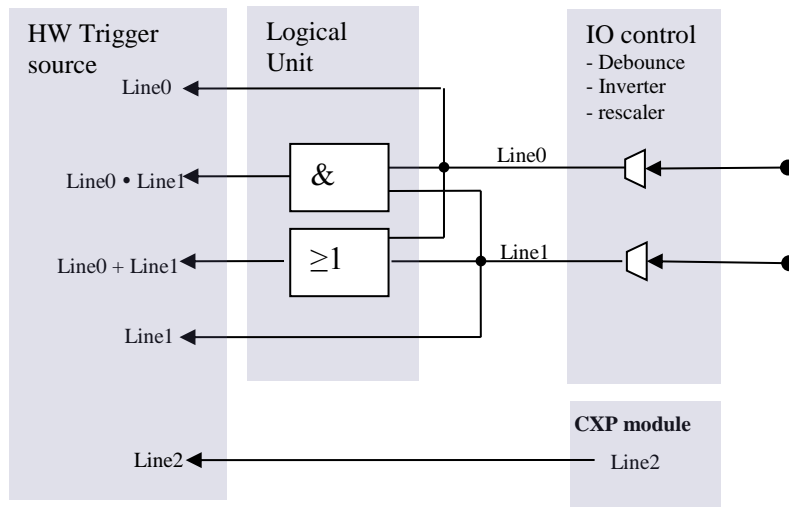 HW Trigger
source
Logical
Unit
IO control
- Debounce
- Inverter
- rescaler
Line0
Line0 • Line1
&
Line0
Line0 + Line1
≥1
Line1
Line1
CXP module
Line2
Line2